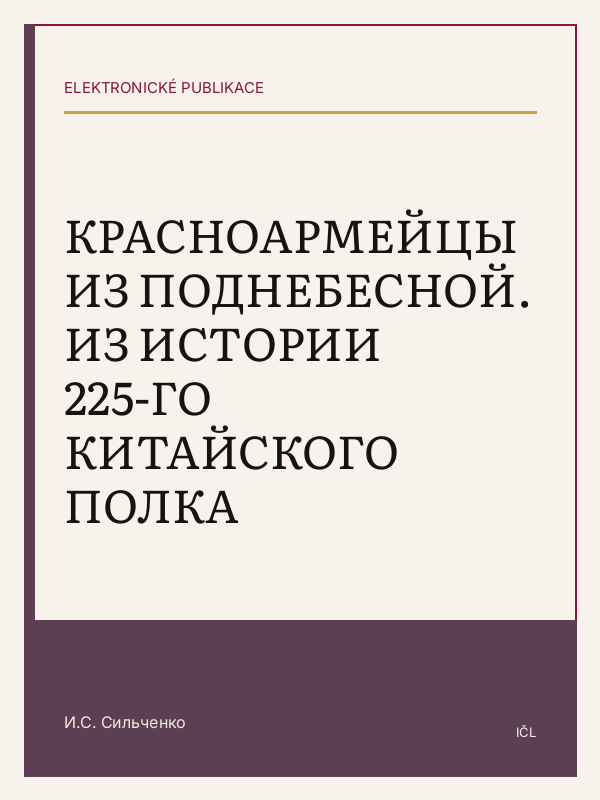 ELEKTRONICKÉ PUBLIKACE
КРАСНОАРМЕЙЦЫ
ИЗ ПОДНЕБЕСНОЙ.
ИЗ ИСТОРИИ
225-ГО
КИТАЙСКОГО
ПОЛКА
И.С. Сильченко
IČL